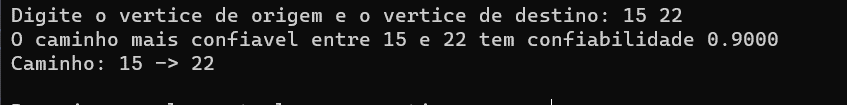 Digite o vertice de origem e o vertice de destino: 15 22
O caminho mais confiavel entre 15 e 22 tem confiabilidade 0.9000
Caminho: 15 -> 22